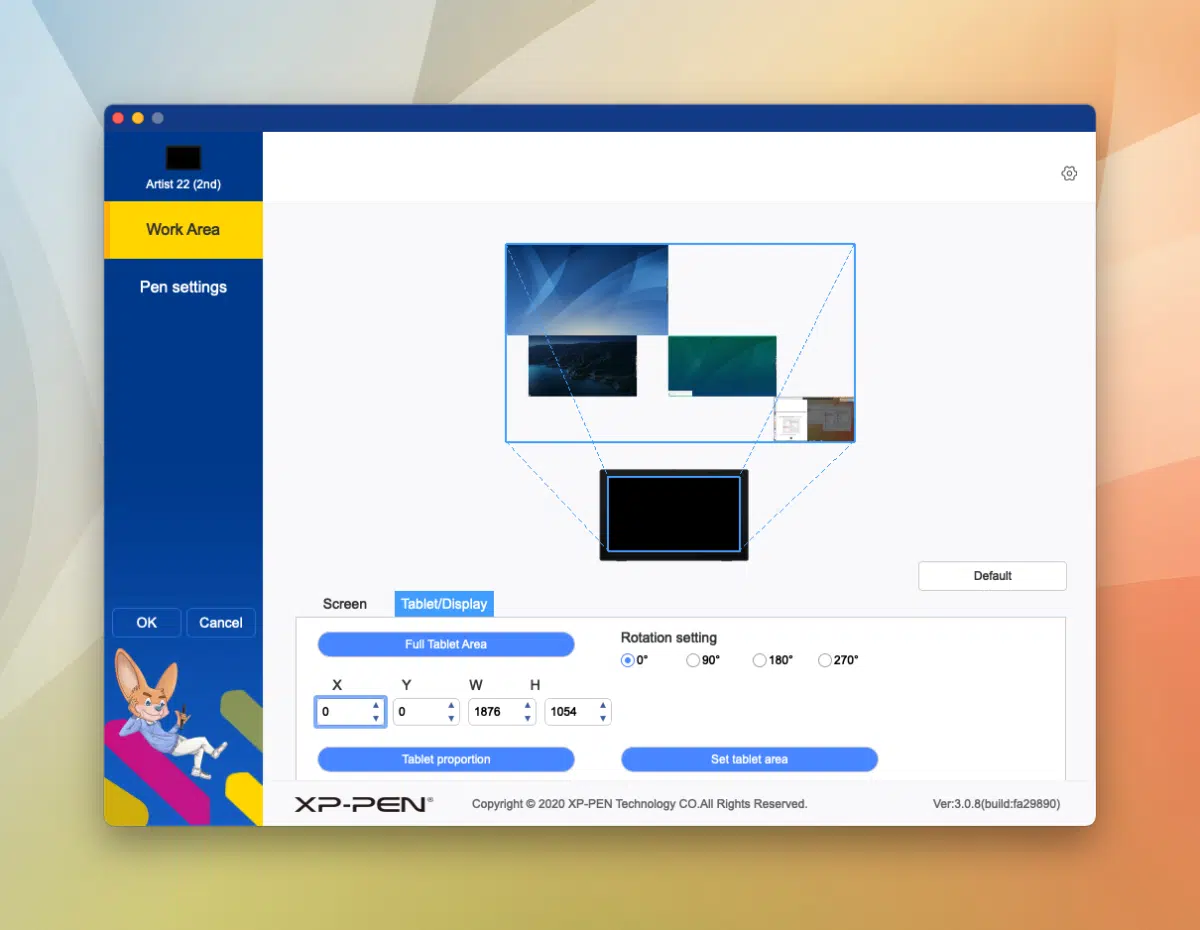 Artist 22 (2nd)
Work Area
Pen settings
OK
Cancel
Default
Screen
Tablet/Display
Full Tablet Area
Rotation setting
0°
90°
180°
270°
X
Y
W
H
0
0
1876
1054
Tablet proportion
Set tablet area
XP-PEN®
Copyright © 2020 XP-PEN Technology CO.All Rights Reserved.
Ver:3.0.8(build:fa29890)